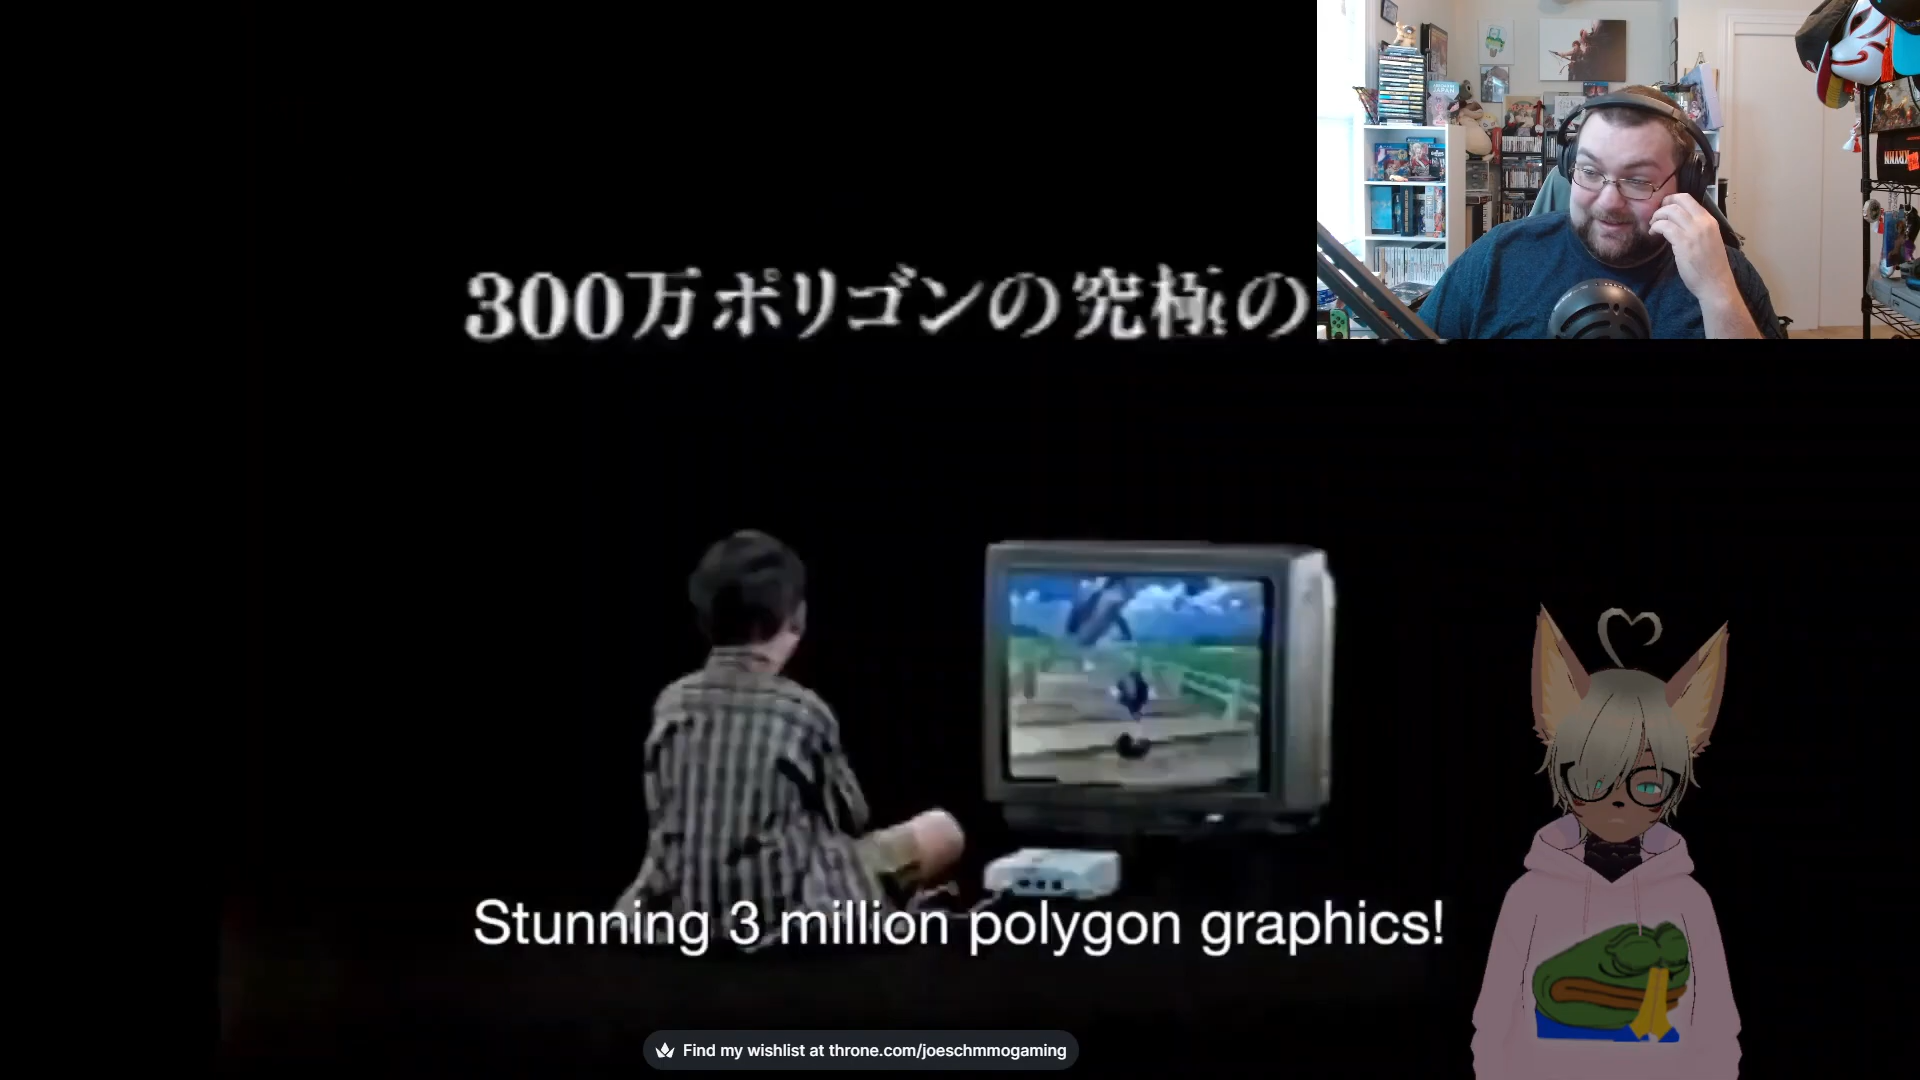 300万ポリゴンの究極の
Stunning 3 million polygon graphics!
Find my wishlist at throne.com/joeschmmogaming